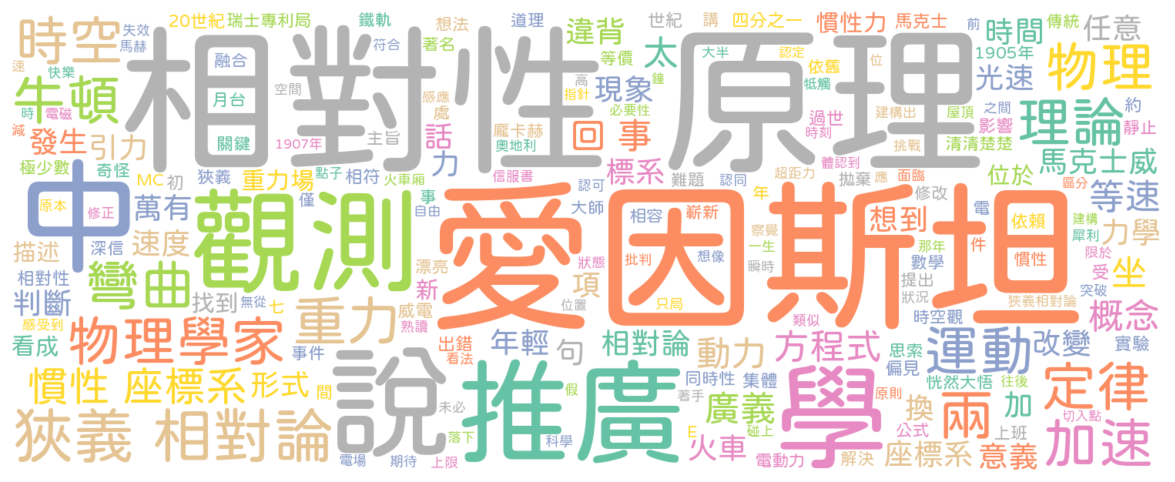 20世紀 瑞士專利局 鐵軌 想法 道理 世紀 講 四分之一 慣性力 馬克士 前 傳統
時空 失效 馬赫 符合 著名 違背 等價 太 大半 認定 依舊 位 1905年 時間 任意
速 快樂 融合 相對性 原理 高 鐘 光速 物理
牛頓 月台 空間 感應 處 指針 現象 必要性 牴觸 過世 建構出 屋頂 之間 約
時 電磁 減 關鍵 1907年 主旨 話 龐卡赫 奧地利 回 事 時刻 挑戰 影響 理論 靜止
發生 引力 力 體認到 清清楚楚
極少數 奇怪 狹義 點子 相符 火車廂 信服書 標系 難題 認同 超距力 拋棄 應 面臨 位於 馬克士威
MC 初 重力場 僅 事 自由 認可 年 修改 區分 等速
中 原本 修正 萬有 觀測 愛因斯坦 大師 相容 嶄新 想到 電 依賴 建構 犀利 力學
描述 深信 速度 察覺 一生 那年 數學 件 慣性 限於
相對性 彎曲 漂亮 狀態 批判 想像 瞬時 提出 受 坐 突破
判斷 找到 無從 七 新 位置 項 只局 狀況 狹義相對論 概念
感受到 重力 威電 熟讀 類似 時空觀
看成 物理學家 事件 出錯 看法 年輕 句 相對論 動力 方程式 思索 偏見 運動 改變 實驗
慣性 座標系 形式 間 說 推廣 同時性 集體 假 著手 學 原則 恍然大悟 往後 定律
狹義 相對論 未必 廣義 E 碰上 換 公式 兩 加 上班 切入點
落下 科學 火車 加速
電場 期待 上限 電動力 解決 座標系 意義